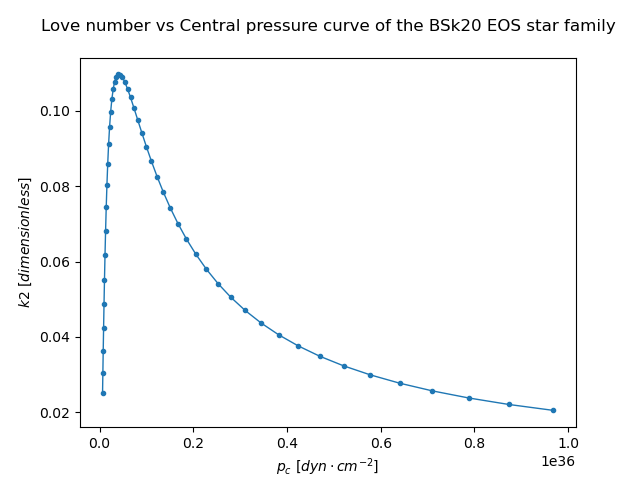 Love number vs Central pressure curve of the BSk20 EOS star family
0.10
0.08
0.06
0.04
0.02
k2 [dimensionless]
0.0 0.2 0.4 0.6 0.8 1.0
1e36
p_c [dyn · cm⁻²]